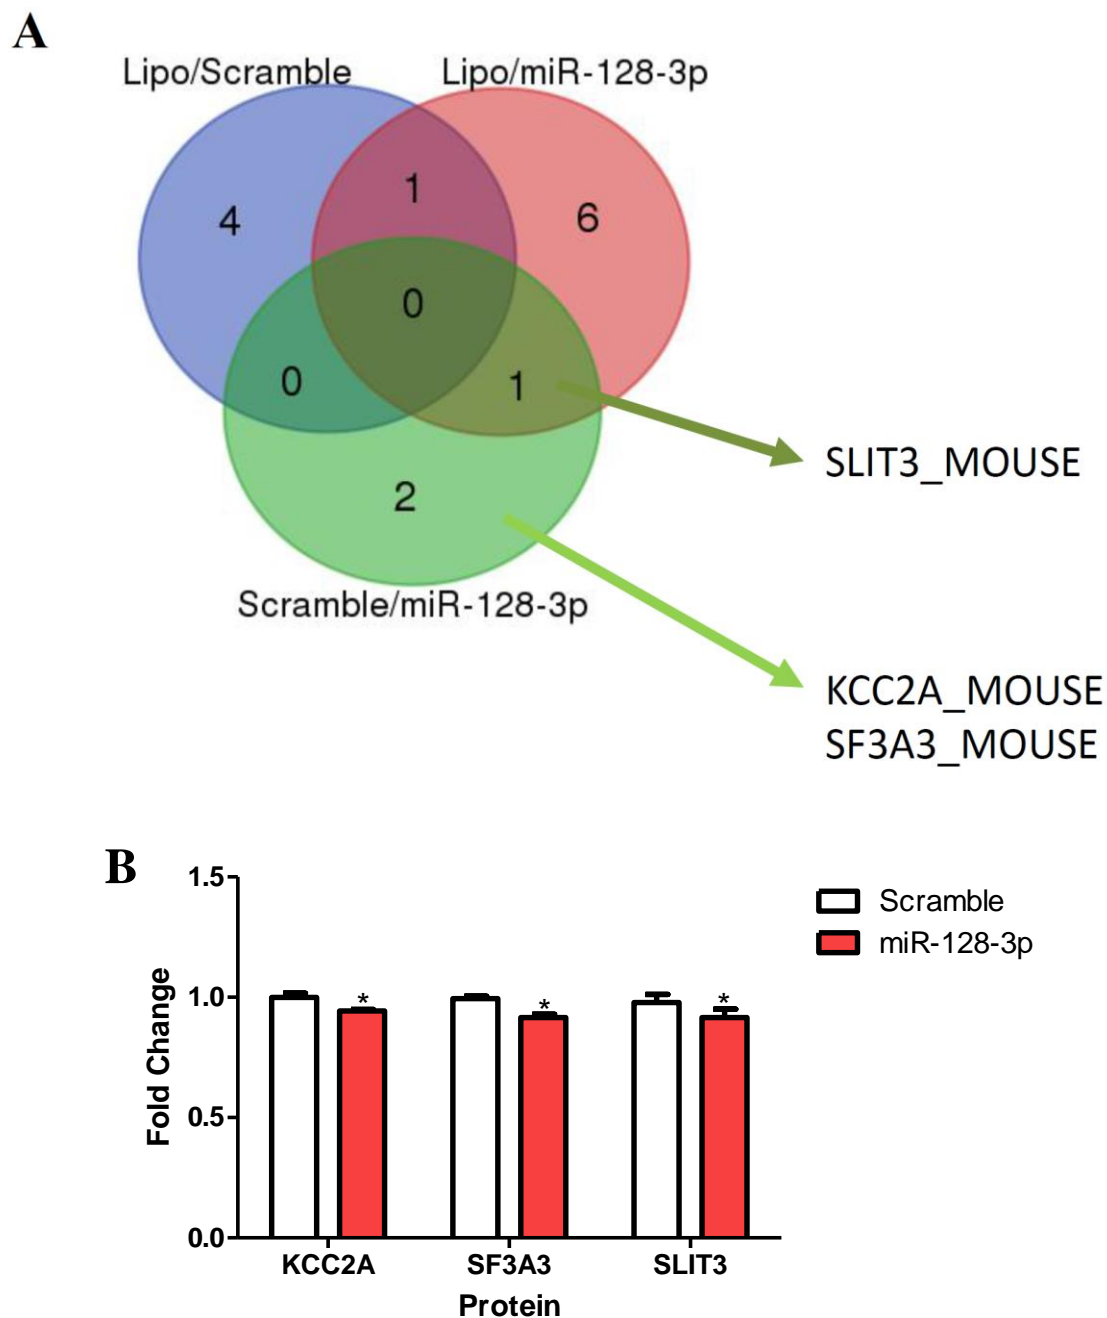 A
Lipo/Scramble Lipo/miR-128-3p
1
4 6
0
0 1
SLIT3_MOUSE
2
Scramble/miR-128-3p
KCC2A_MOUSE
SF3A3_MOUSE
B
1.5
Scramble
miR-128-3p
Fold Change
1.0
* * *
0.5
0.0
KCC2A SF3A3 SLIT3
Protein